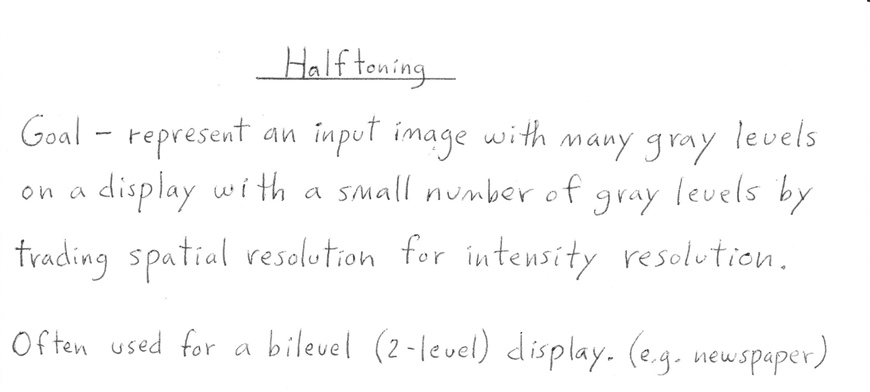 Halftoning
Goal - represent an input image with many gray levels
on a display with a small number of gray levels by
trading spatial resolution for intensity resolution.
Often used for a bilevel (2-level) display. (e.g. newspaper)